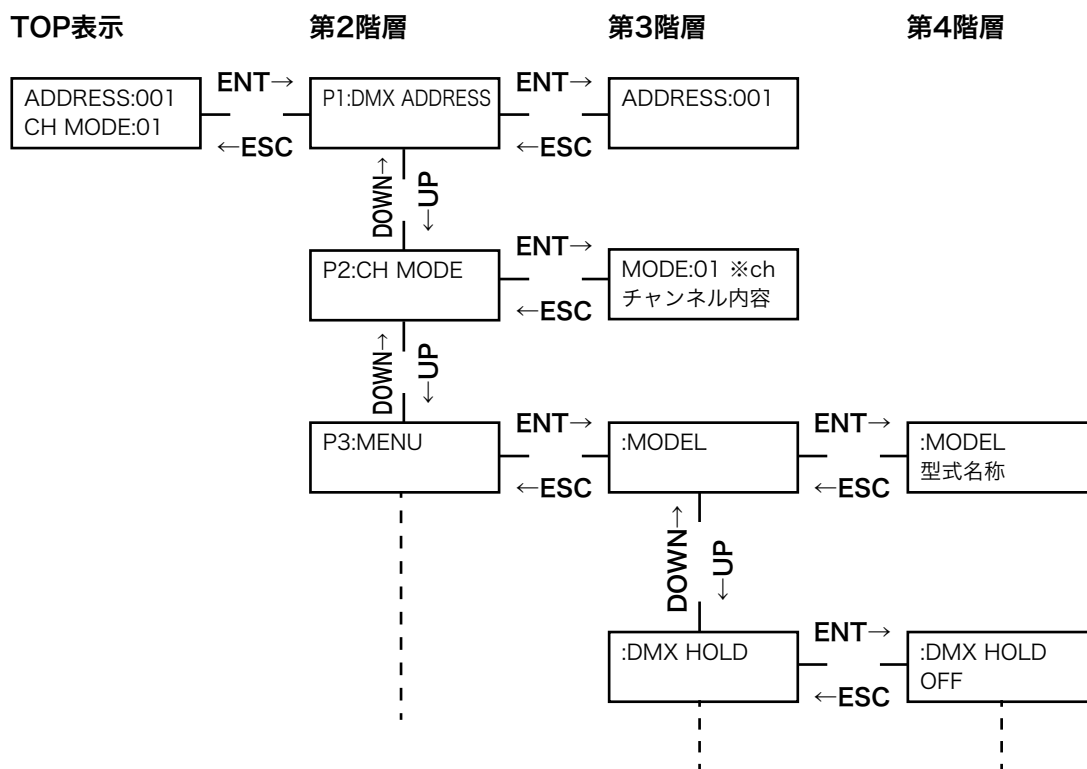 TOP表示 第2階層 第3階層 第4階層
ENT→ ENT→
ADDRESS:001
CH MODE:01
P1:DMX ADDRESS
ADDRESS:001
←ESC ←ESC
DOWN→
←UP
ENT→
P2:CH MODE
MODE:01 ※ch
チャンネル内容
←ESC
DOWN→
←UP
ENT→ ENT→
P3:MENU
:MODEL
:MODEL
型式名称
←ESC ←ESC
DOWN→
←UP
ENT→
:DMX HOLD
:DMX HOLD
OFF
←ESC